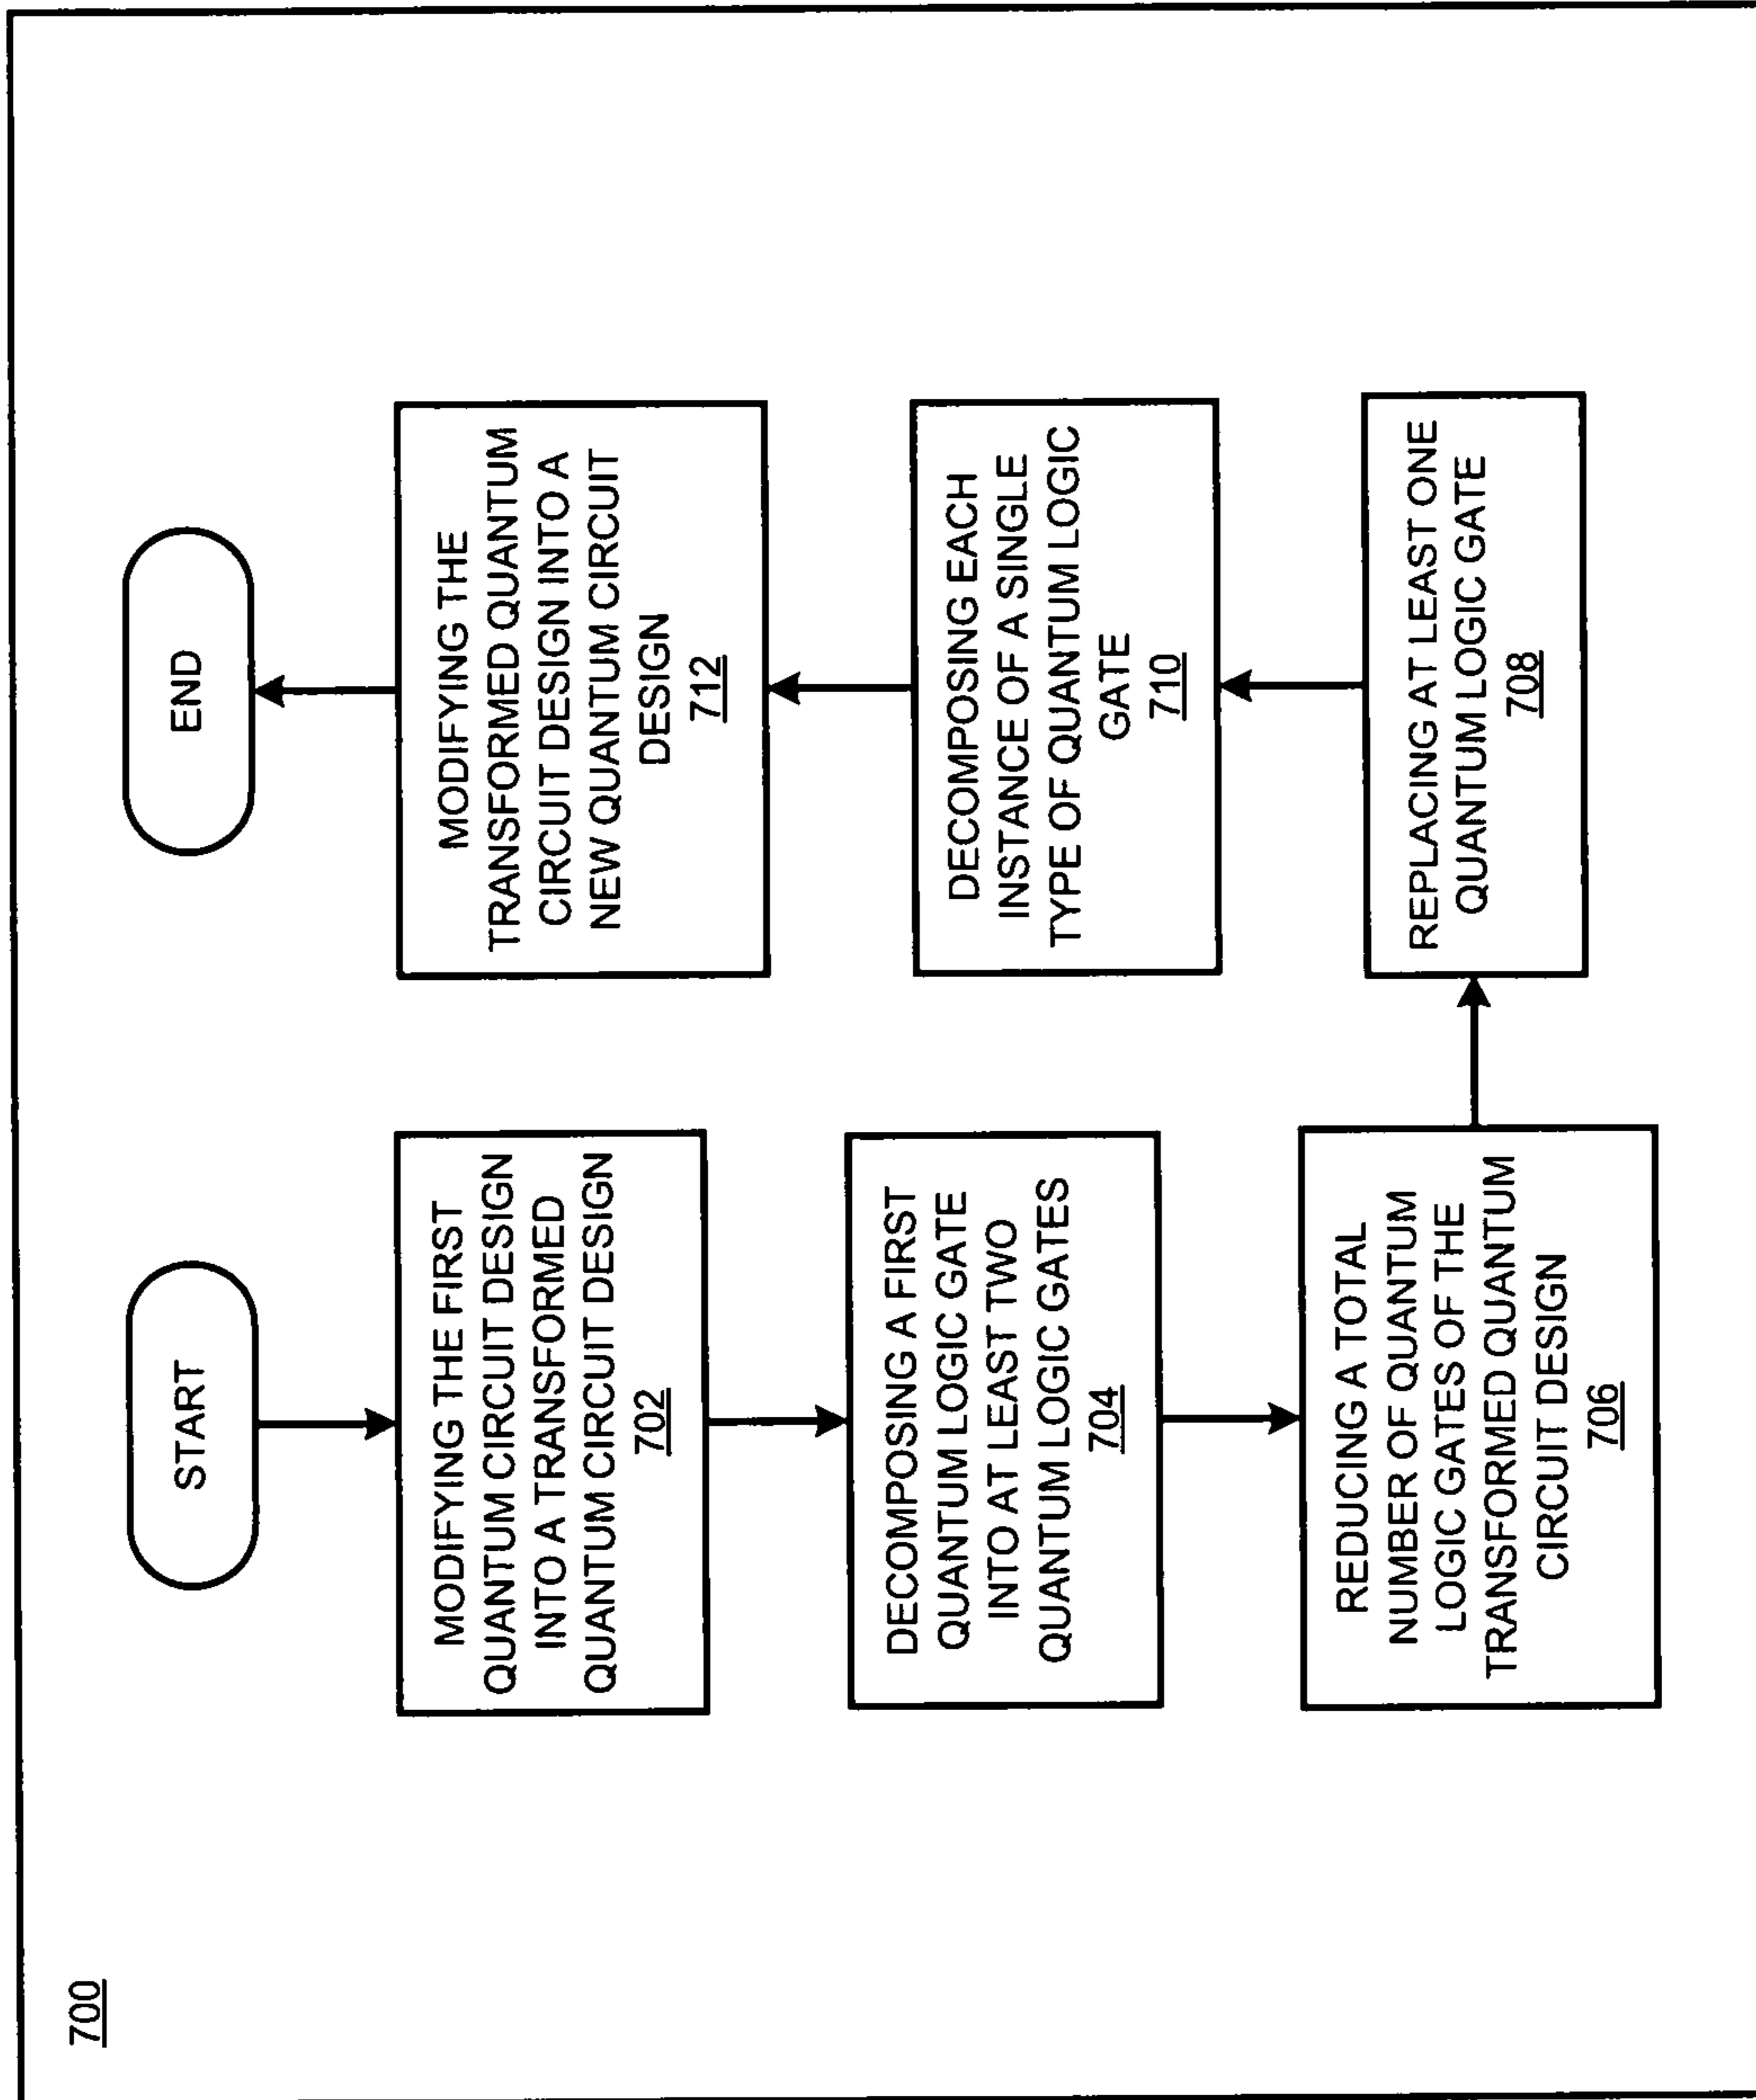 700
START
MODIFYING THE FIRST
QUANTUM CIRCUIT DESIGN
INTO A TRANSFORMED
QUANTUM CIRCUIT DESIGN
702
DECOMPOSING A FIRST
QUANTUM LOGIC GATE
INTO AT LEAST TWO
QUANTUM LOGIC GATES
704
REDUCING A TOTAL
NUMBER OF QUANTUM
LOGIC GATES OF THE
TRANSFORMED QUANTUM
CIRCUIT DESIGN
706
REPLACING AT LEAST ONE
QUANTUM LOGIC GATE
708
DECOMPOSING EACH
INSTANCE OF A SINGLE
TYPE OF QUANTUM LOGIC
GATE
710
MODIFYING THE
TRANSFORMED QUANTUM
CIRCUIT DESIGN INTO A
NEW QUANTUM CIRCUIT
DESIGN
712
END